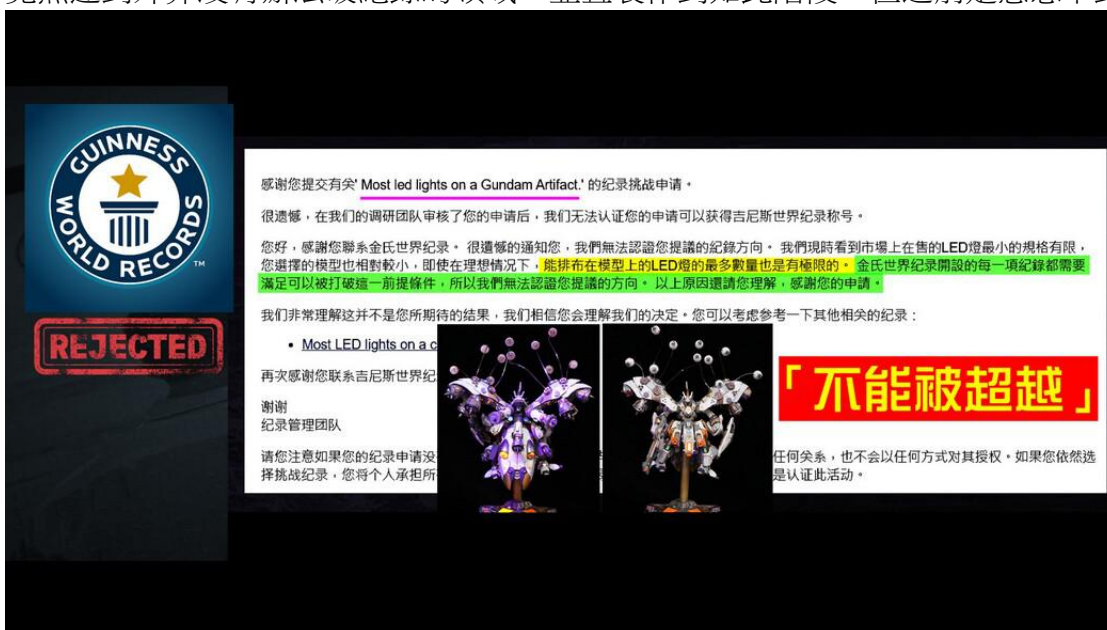 GUINNESS
WORLD RECORDS
TM
REJECTED
感谢您提交有关' Most led lights on a Gundam Artifact.' 的纪录挑战申请。
很遗憾，在我们的调研团队审核了您的申请后，我们无法认证您的申请可以获得吉尼斯世界纪录称号。
您好，感謝您聯系金氏世界纪录。 很遺憾的通知您，我們無法認證您提議的紀錄方向。 我們現時看到市場上在售的LED燈最小的規格有限，
您選擇的模型也相對較小，即使在理想情况下，能排布在模型上的LED燈的最多數量也是有極限的。 金氏世界纪录開設的每一項紀錄都需要
滿足可以被打破這一前提條件，所以我們無法認證您提議的方向。 以上原因還請您理解，感謝您的申請。
我们非常理解这并不是您所期待的结果，我们相信您会理解我们的决定。您可以考虑参考一下其他相关的纪录：
• Most LED lights on a c
再次感谢您联系吉尼斯世界纪
谢谢
纪录管理团队
请您注意如果您的纪录申请没 任何关系，也不会以任何方式对其授权。如果您依然选
择挑战纪录，您将个人承担所 是认证此活动。
「不能被超越」